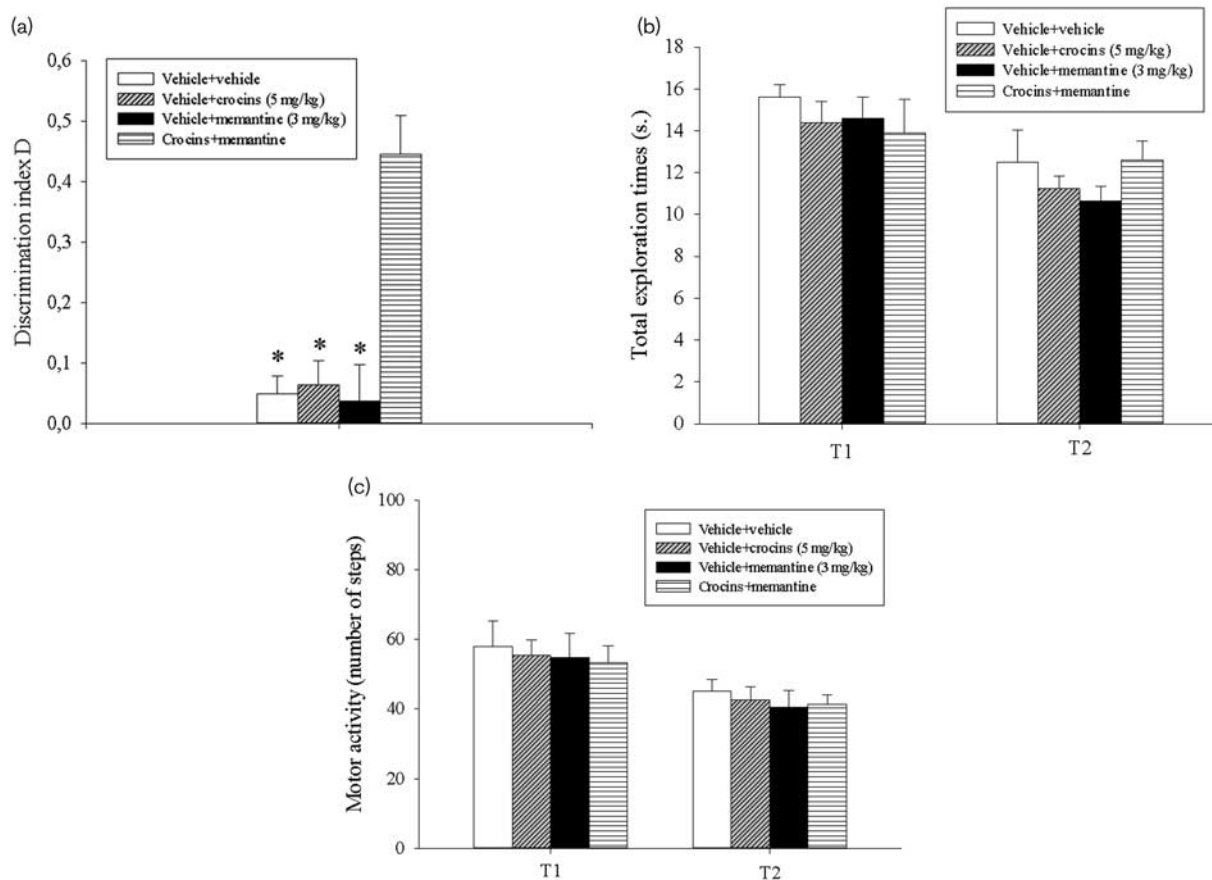 (a)
0,6
0,5
0,4
0,3
0,2
0,1
0,0
Discrimination index D
Vehicle+vehicle
Vehicle+crocins (5 mg/kg)
Vehicle+memantine (3 mg/kg)
Crocins+memantine
* * *
(b)
18
16
14
12
10
8
6
4
2
0
Total exploration times (s.)
Vehicle+vehicle
Vehicle+crocins (5 mg/kg)
Vehicle+memantine (3 mg/kg)
Crocins+memantine
T1 T2
(c)
100
80
60
40
20
0
Motor activity (number of steps)
Vehicle+vehicle
Vehicle+crocins (5 mg/kg)
Vehicle+memantine (3 mg/kg)
Crocins+memantine
T1 T2